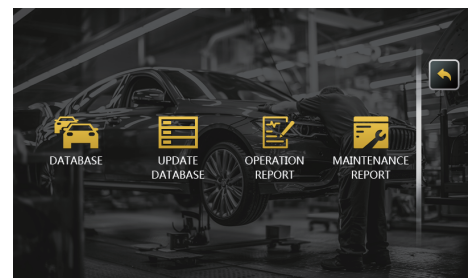 DATABASE
UPDATE
DATABASE
OPERATION
REPORT
MAINTENANCE
REPORT